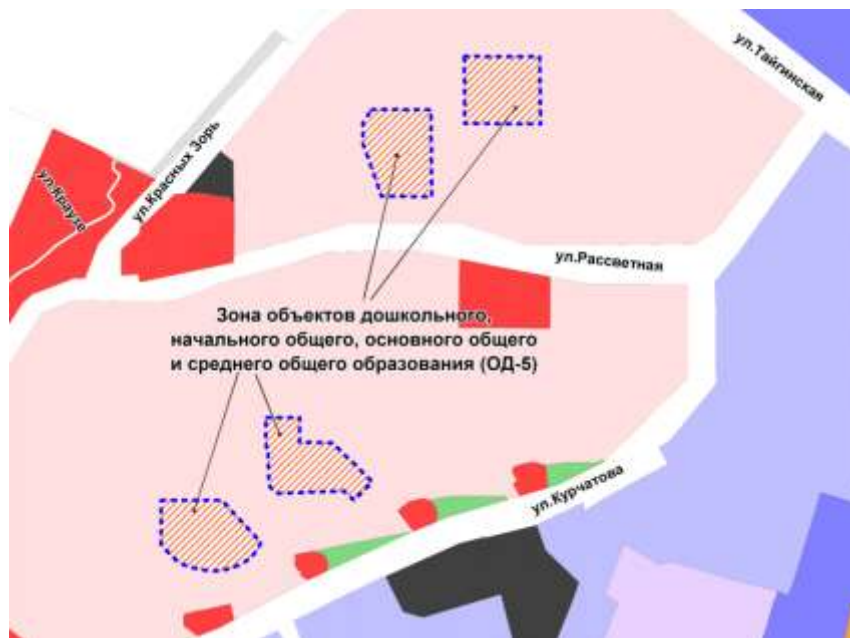 ул.Тайгинская
ул.Красных Зорь
ул.Краузе
ул.Рассветная
Зона объектов дошкольного,
начального общего, основного общего
и среднего общего образования (ОД-5)
ул.Курчатова